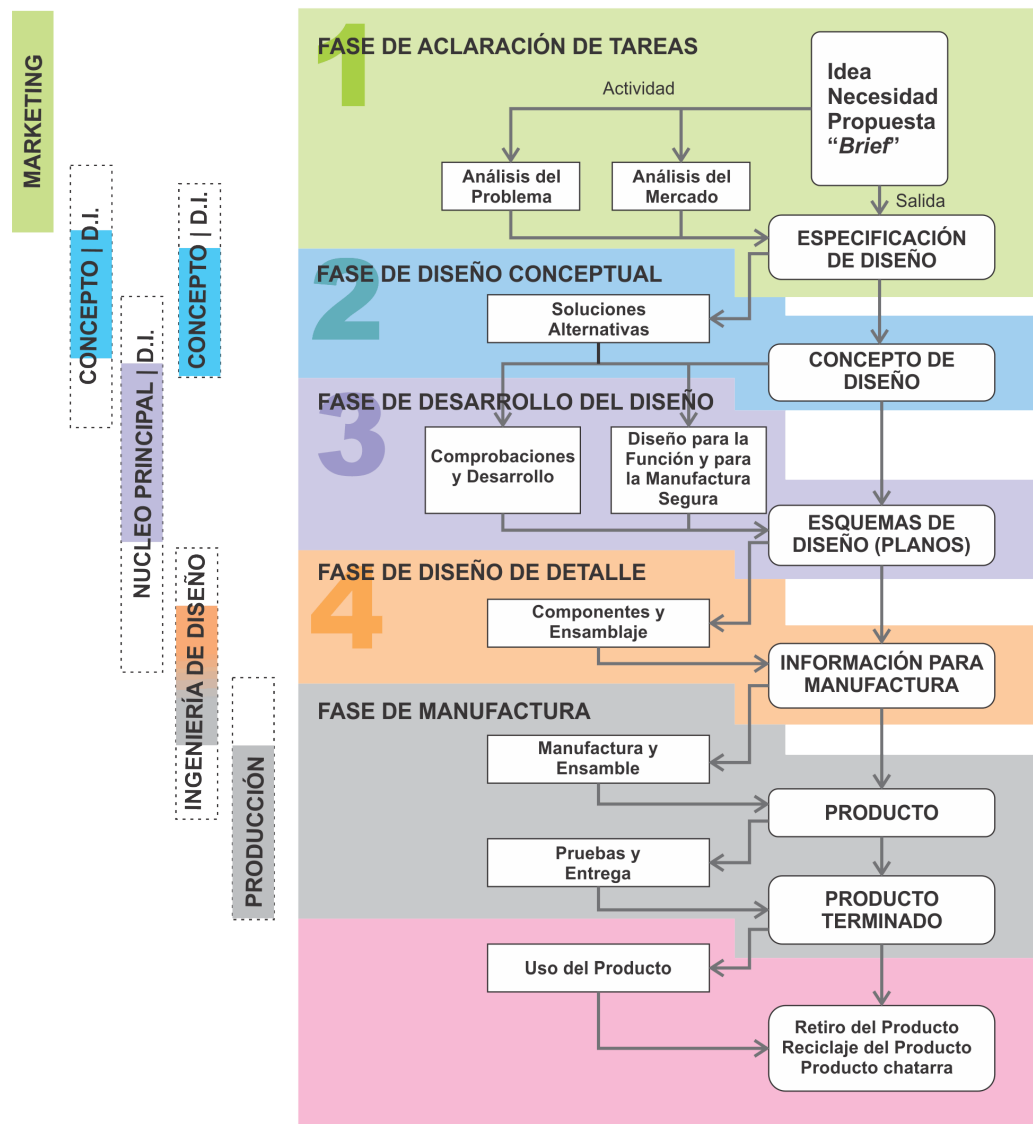 MARKETING
CONCEPTO | D.I.
NUCLEO PRINCIPAL | D.I.
CONCEPTO | D.I.
INGENIERÍA DE DISEÑO
PRODUCCIÓN
1
FASE DE ACLARACIÓN DE TAREAS
Actividad
Idea
Necesidad
Propuesta
“Brief”
Análisis del
Problema
Análisis del
Mercado
Salida
ESPECIFICACIÓN
DE DISEÑO
2
FASE DE DISEÑO CONCEPTUAL
Soluciones
Alternativas
CONCEPTO DE
DISEÑO
3
FASE DE DESARROLLO DEL DISEÑO
Comprobaciones
y Desarrollo
Diseño para la
Función y para
la Manufactura
Segura
ESQUEMAS DE
DISEÑO (PLANOS)
4
FASE DE DISEÑO DE DETALLE
Componentes y
Ensamblaje
INFORMACIÓN PARA
MANUFACTURA
FASE DE MANUFACTURA
Manufactura y
Ensamble
PRODUCTO
Pruebas y
Entrega
PRODUCTO
TERMINADO
Uso del Producto
Retiro del Producto
Reciclaje del Producto
Producto chatarra